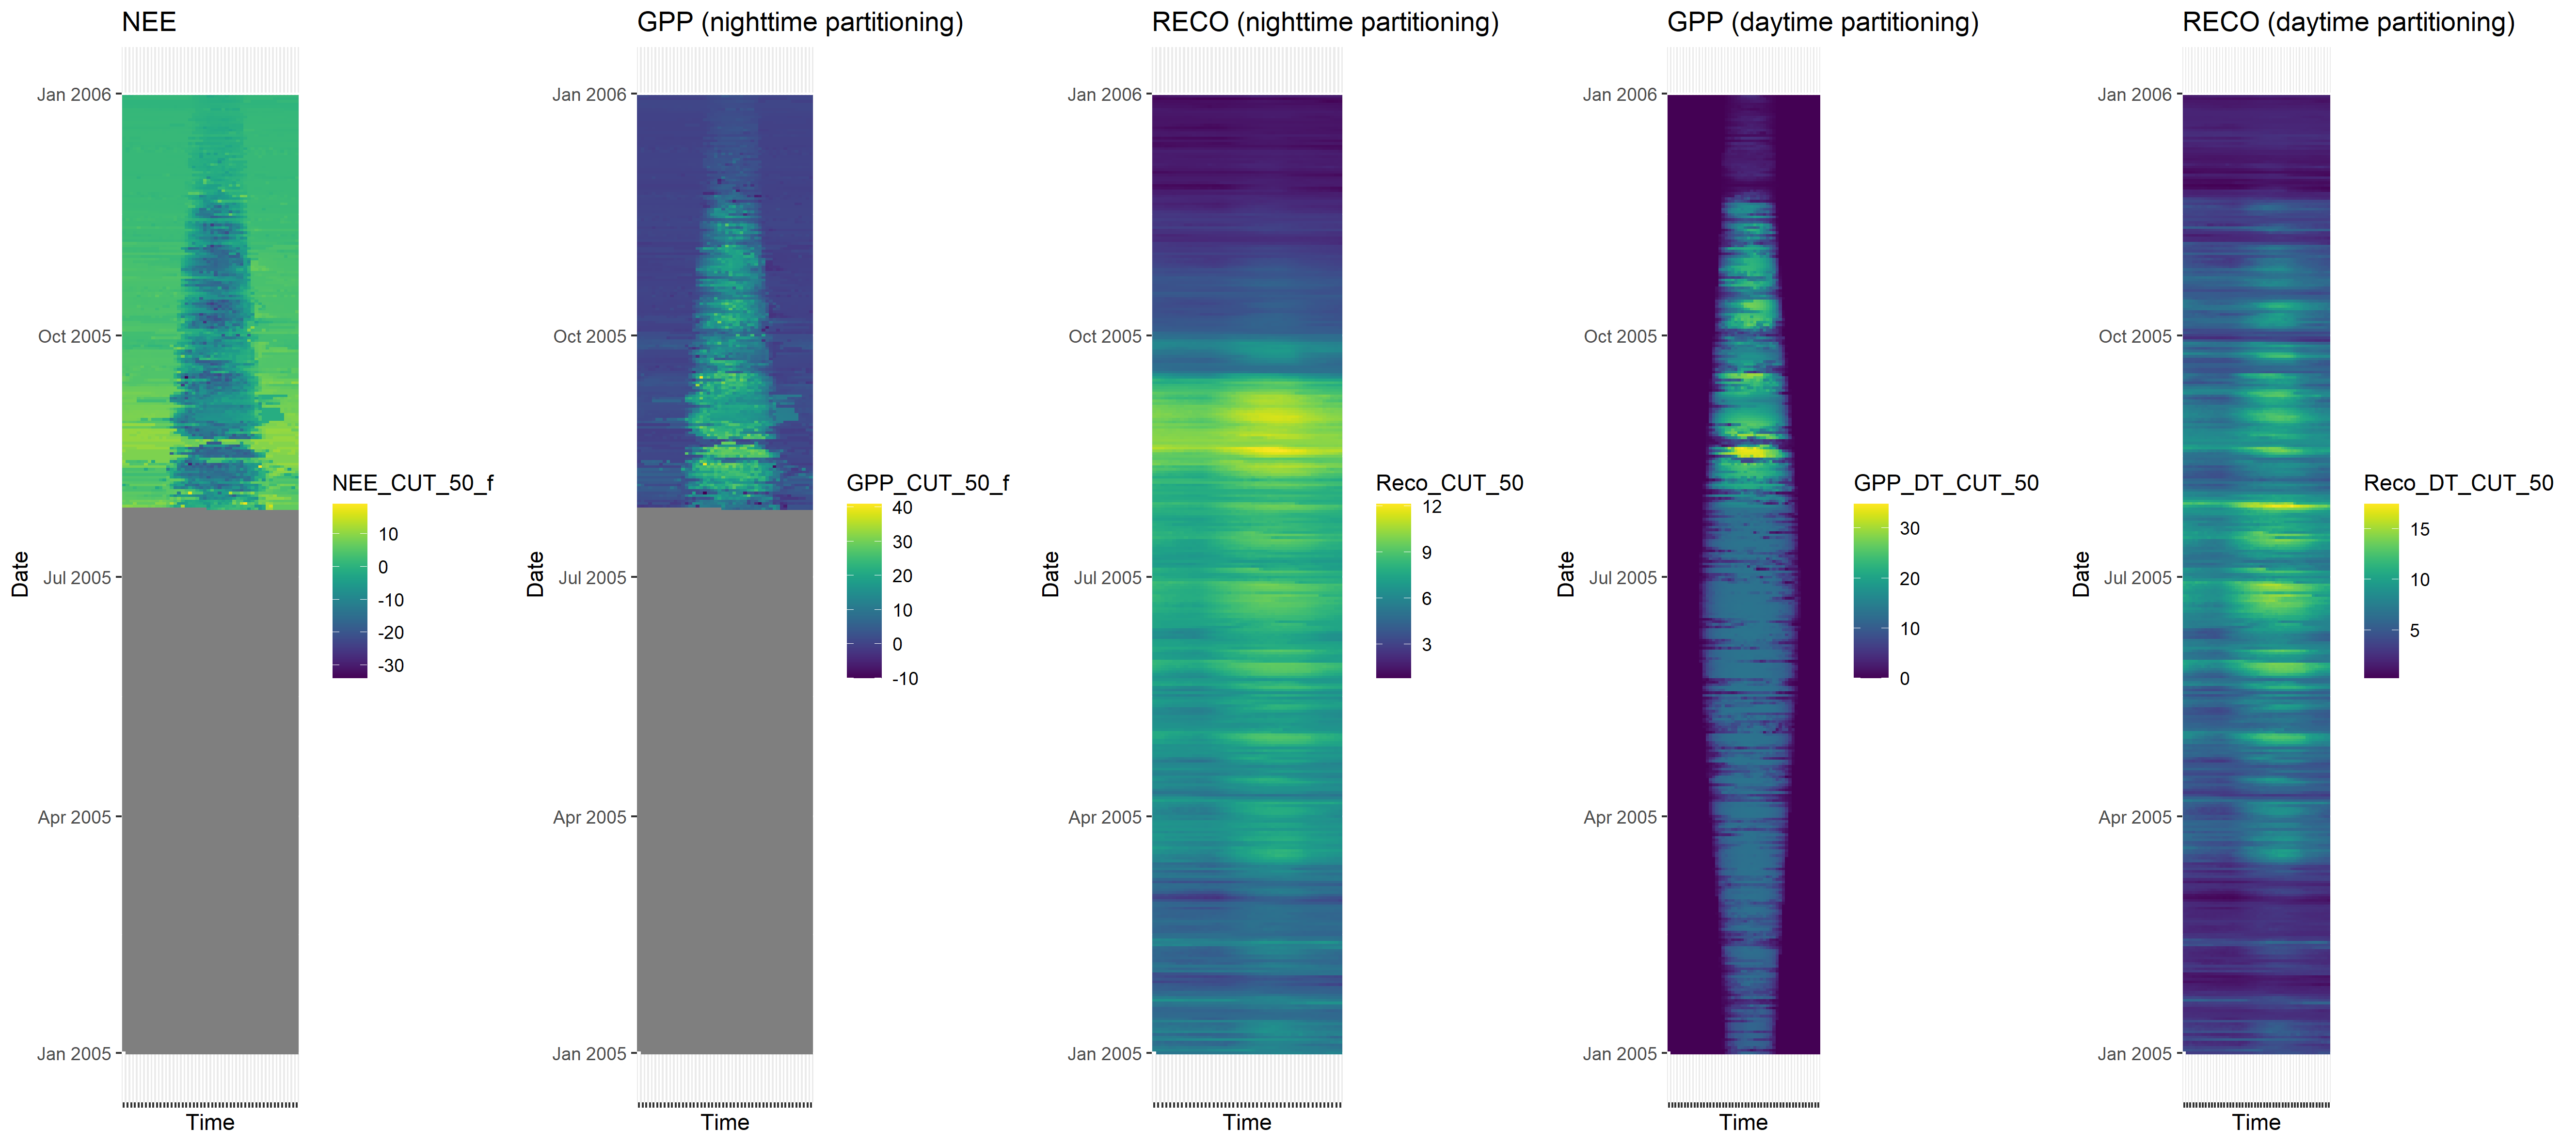 NEE
Jan 2006
Oct 2005
Jul 2005
Apr 2005
Jan 2005
Date
Time
NEE_CUT_50_f
10
0
-10
-20
-30
GPP (nighttime partitioning)
Jan 2006
Oct 2005
Jul 2005
Apr 2005
Jan 2005
Date
Time
GPP_CUT_50_f
40
30
20
10
0
-10
RECO (nighttime partitioning)
Jan 2006
Oct 2005
Jul 2005
Apr 2005
Jan 2005
Date
Time
Reco_CUT_50
12
9
6
3
GPP (daytime partitioning)
Jan 2006
Oct 2005
Jul 2005
Apr 2005
Jan 2005
Date
Time
GPP_DT_CUT_50
30
20
10
0
RECO (daytime partitioning)
Jan 2006
Oct 2005
Jul 2005
Apr 2005
Jan 2005
Date
Time
Reco_DT_CUT_50
15
10
5